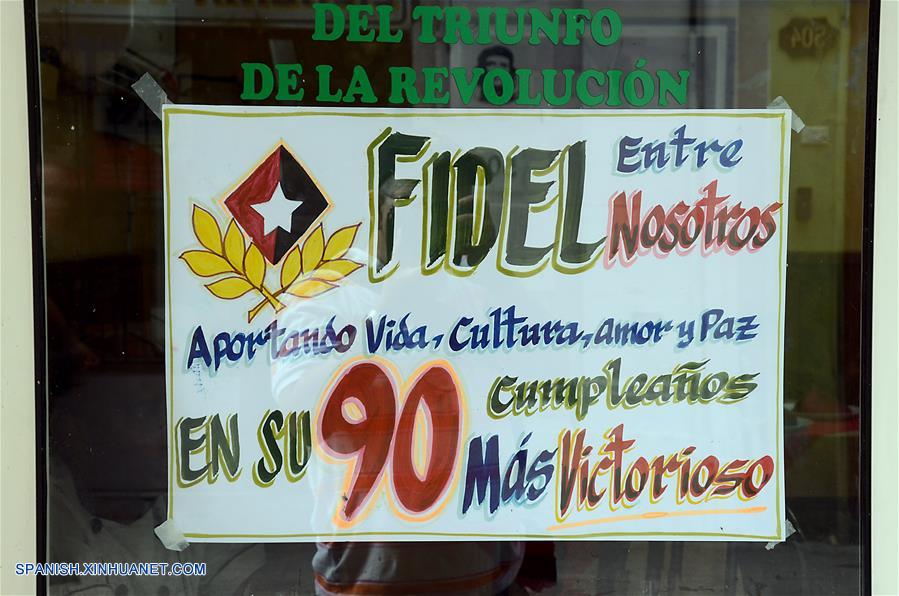 DEL TRIUNFO
DE LA REVOLUCIÓN
504
FIDEL Entre Nosotros
Aportando Vida, Cultura, amor y Paz
EN SU 90 Cumpleaños
Más Victorioso
SPANISH.XINHUANET.COM